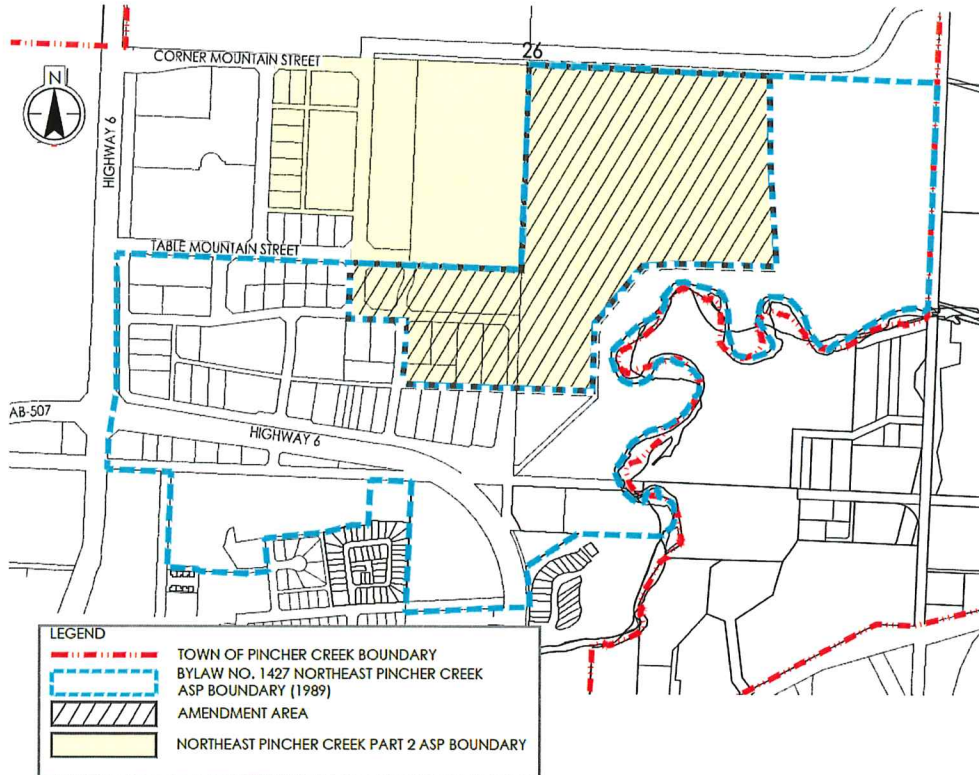 26
CORNER MOUNTAIN STREET
N
HIGHWAY 6
TABLE MOUNTAIN STREET
AB-507
HIGHWAY 6
LEGEND
TOWN OF PINCHER CREEK BOUNDARY
BYLAW NO. 1427 NORTHEAST PINCHER CREEK
ASP BOUNDARY (1989)
AMENDMENT AREA
NORTHEAST PINCHER CREEK PART 2 ASP BOUNDARY